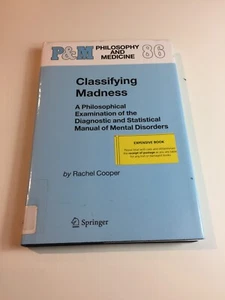 P&M PHILOSOPHY AND MEDICINE 86
Classifying
Madness
A Philosophical
Examination of the
Diagnostic and Statistical
Manual of Mental Disorders
EXPENSIVE BOOK
by Rachel Cooper
Springer